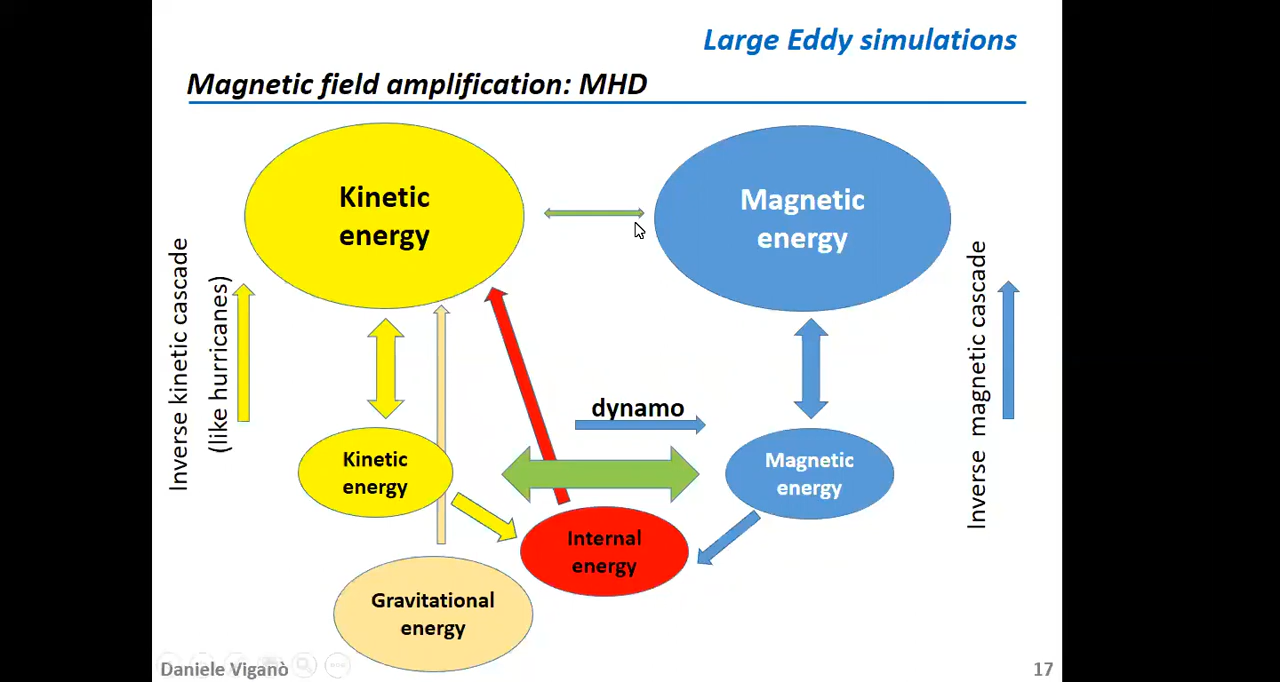 Large Eddy simulations
Magnetic field amplification: MHD
Kinetic
energy
Magnetic
energy
Inverse kinetic cascade
(like hurricanes)
Inverse magnetic cascade
dynamo
Kinetic
energy
Magnetic
energy
Internal
energy
Gravitational
energy
Daniele Viganò
17